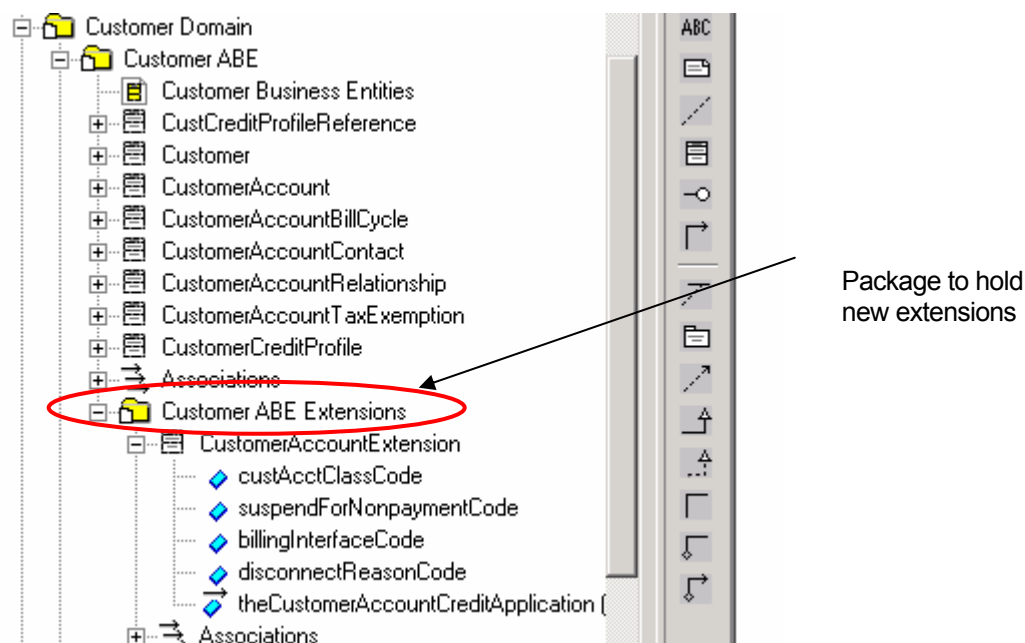 Customer Domain
ABC
Customer ABE
Customer Business Entities
CustCreditProfileReference
Customer
CustomerAccount
CustomerAccountBillCycle
CustomerAccountContact
CustomerAccountRelationship
CustomerAccountTaxExemption
CustomerCreditProfile
Associations
Customer ABE Extensions
CustomerAccountExtension
custAcctClassCode
suspendForNonpaymentCode
billingInterfaceCode
disconnectReasonCode
theCustomerAccountCreditApplication (
Associations
Package to hold
new extensions